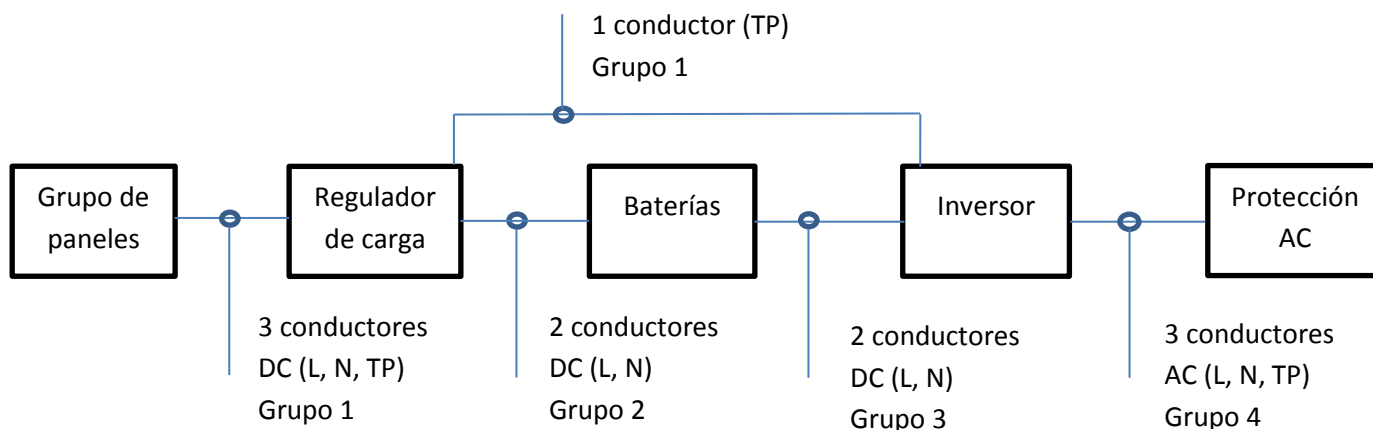 1 conductor (TP)
Grupo 1
Grupo de
paneles
Regulador
de carga
Baterías
Inversor
Protección
AC
3 conductores
DC (L, N, TP)
Grupo 1
2 conductores
DC (L, N)
Grupo 2
2 conductores
DC (L, N)
Grupo 3
3 conductores
AC (L, N, TP)
Grupo 4